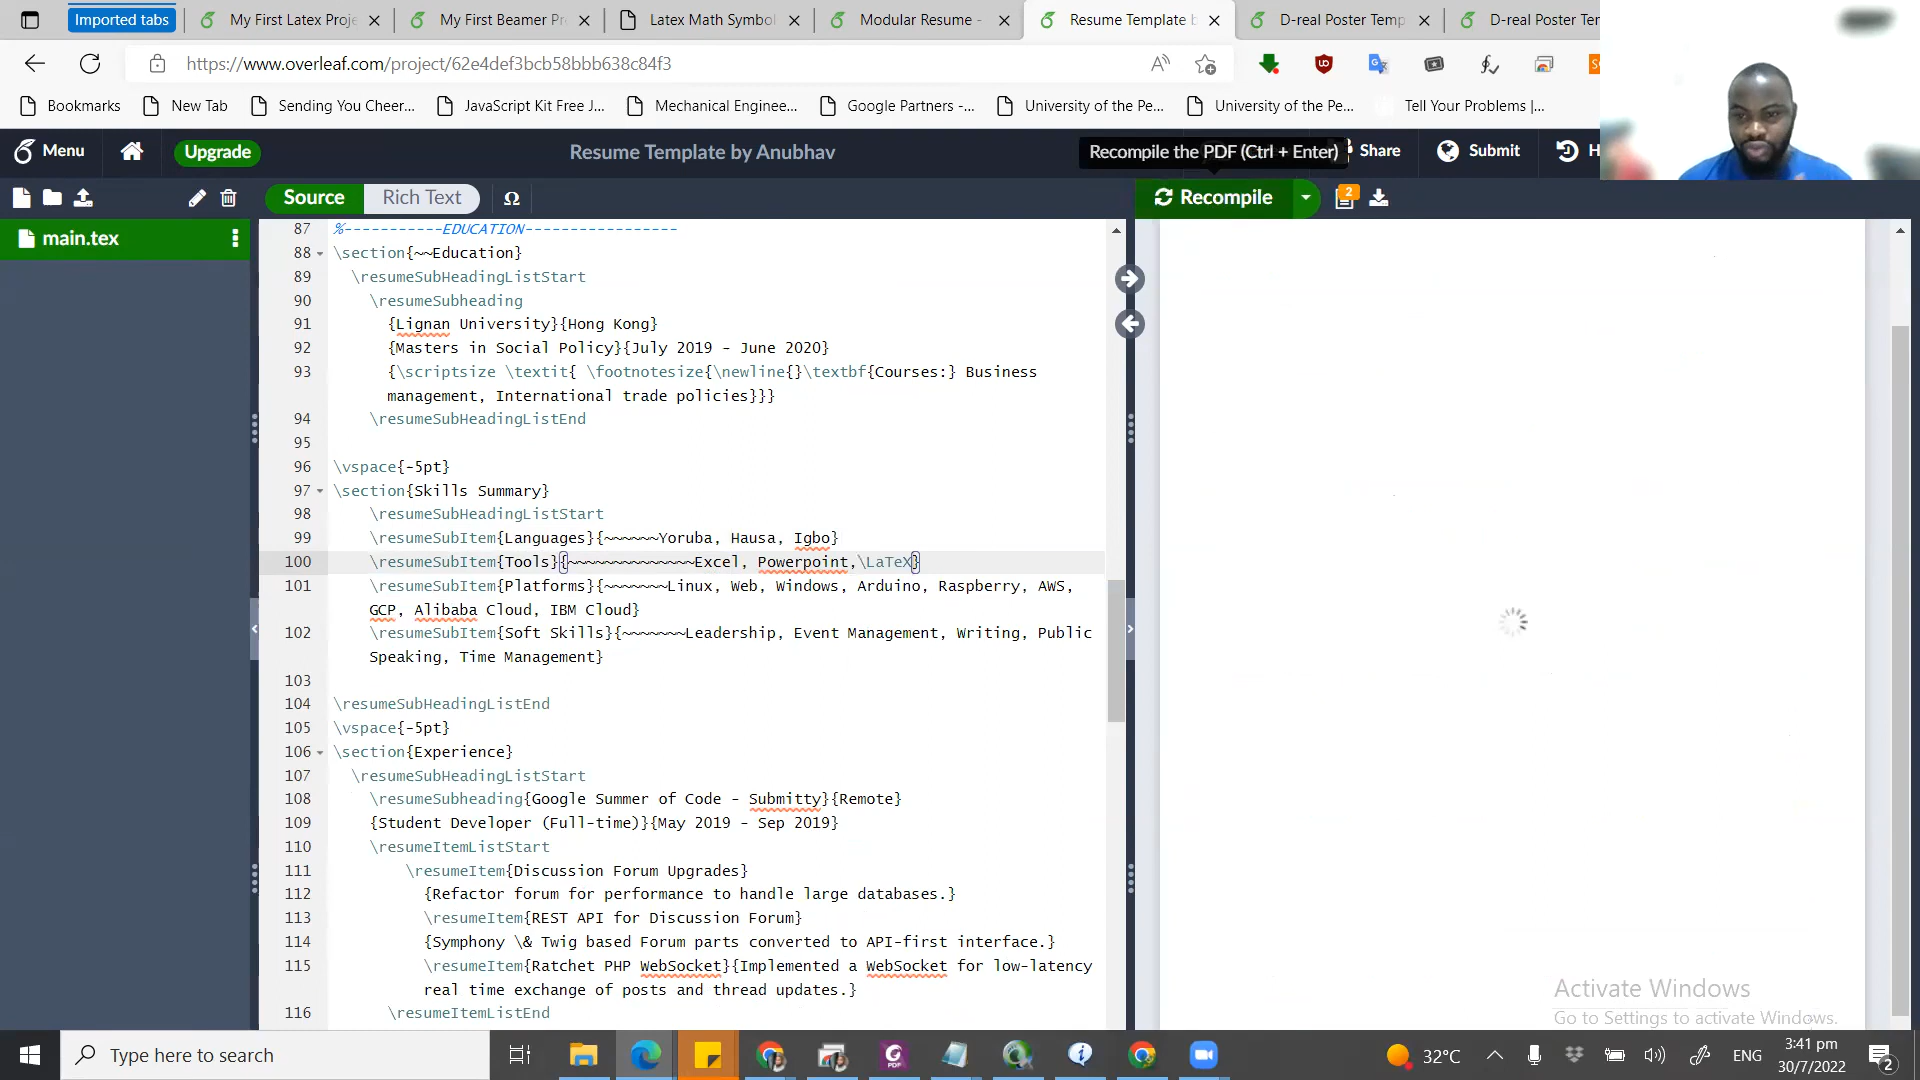 Imported tabs
My First Latex Proje
My First Beamer Pr
Latex Math Symbol
Modular Resume -
Resume Template b
D-real Poster Temp
D-real Poster Ter
https://www.overleaf.com/project/62e4def3bcb58bbb638c84f3
Bookmarks
New Tab
Sending You Cheer...
JavaScript Kit Free J...
Mechanical Enginee...
Google Partners -...
University of the Pe...
University of the Pe...
Tell Your Problems |...
Menu
Upgrade
Resume Template by Anubhav
Recompile the PDF (Ctrl + Enter)
Share
Submit
H
Source
Rich Text
Ω
Recompile
2
main.tex
87 %-----------EDUCATION-----------------
88 \section{~~Education}
89 \resumeSubHeadingListStart
90 \resumeSubheading
91 {Lignan University}{Hong Kong}
92 {Masters in Social Policy}{July 2019 - June 2020}
93 {\scriptsize \textit{ \footnotesize{\newline{}\textbf{Courses:} Business
management, International trade policies}}}
94 \resumeSubHeadingListEnd
95
96 \vspace{-5pt}
97 \section{Skills Summary}
98 \resumeSubHeadingListStart
99 \resumeSubItem{Languages}{~~~~~~Yoruba, Hausa, Igbo}
100 \resumeSubItem{Tools}{~~~~~~~~~~~~~~Excel, Powerpoint,\LaTeX}
101 \resumeSubItem{Platforms}{~~~~~~~Linux, Web, Windows, Arduino, Raspberry, AWS,
GCP, Alibaba Cloud, IBM Cloud}
102 \resumeSubItem{Soft Skills}{~~~~~~~Leadership, Event Management, Writing, Public
Speaking, Time Management}
103
104 \resumeSubHeadingListEnd
105 \vspace{-5pt}
106 \section{Experience}
107 \resumeSubHeadingListStart
108 \resumeSubheading{Google Summer of Code - Submitty}{Remote}
109 {Student Developer (Full-time)}{May 2019 - Sep 2019}
110 \resumeItemListStart
111 \resumeItem{Discussion Forum Upgrades}
112 {Refactor forum for performance to handle large databases.}
113 \resumeItem{REST API for Discussion Forum}
114 {Symphony \& Twig based Forum parts converted to API-first interface.}
115 \resumeItem{Ratchet PHP WebSocket}{Implemented a WebSocket for low-latency
real time exchange of posts and thread updates.}
116 \resumeItemListEnd
Activate Windows
Go to Settings to activate Windows.
Type here to search
32°C
ENG
3:41 pm
30/7/2022
2